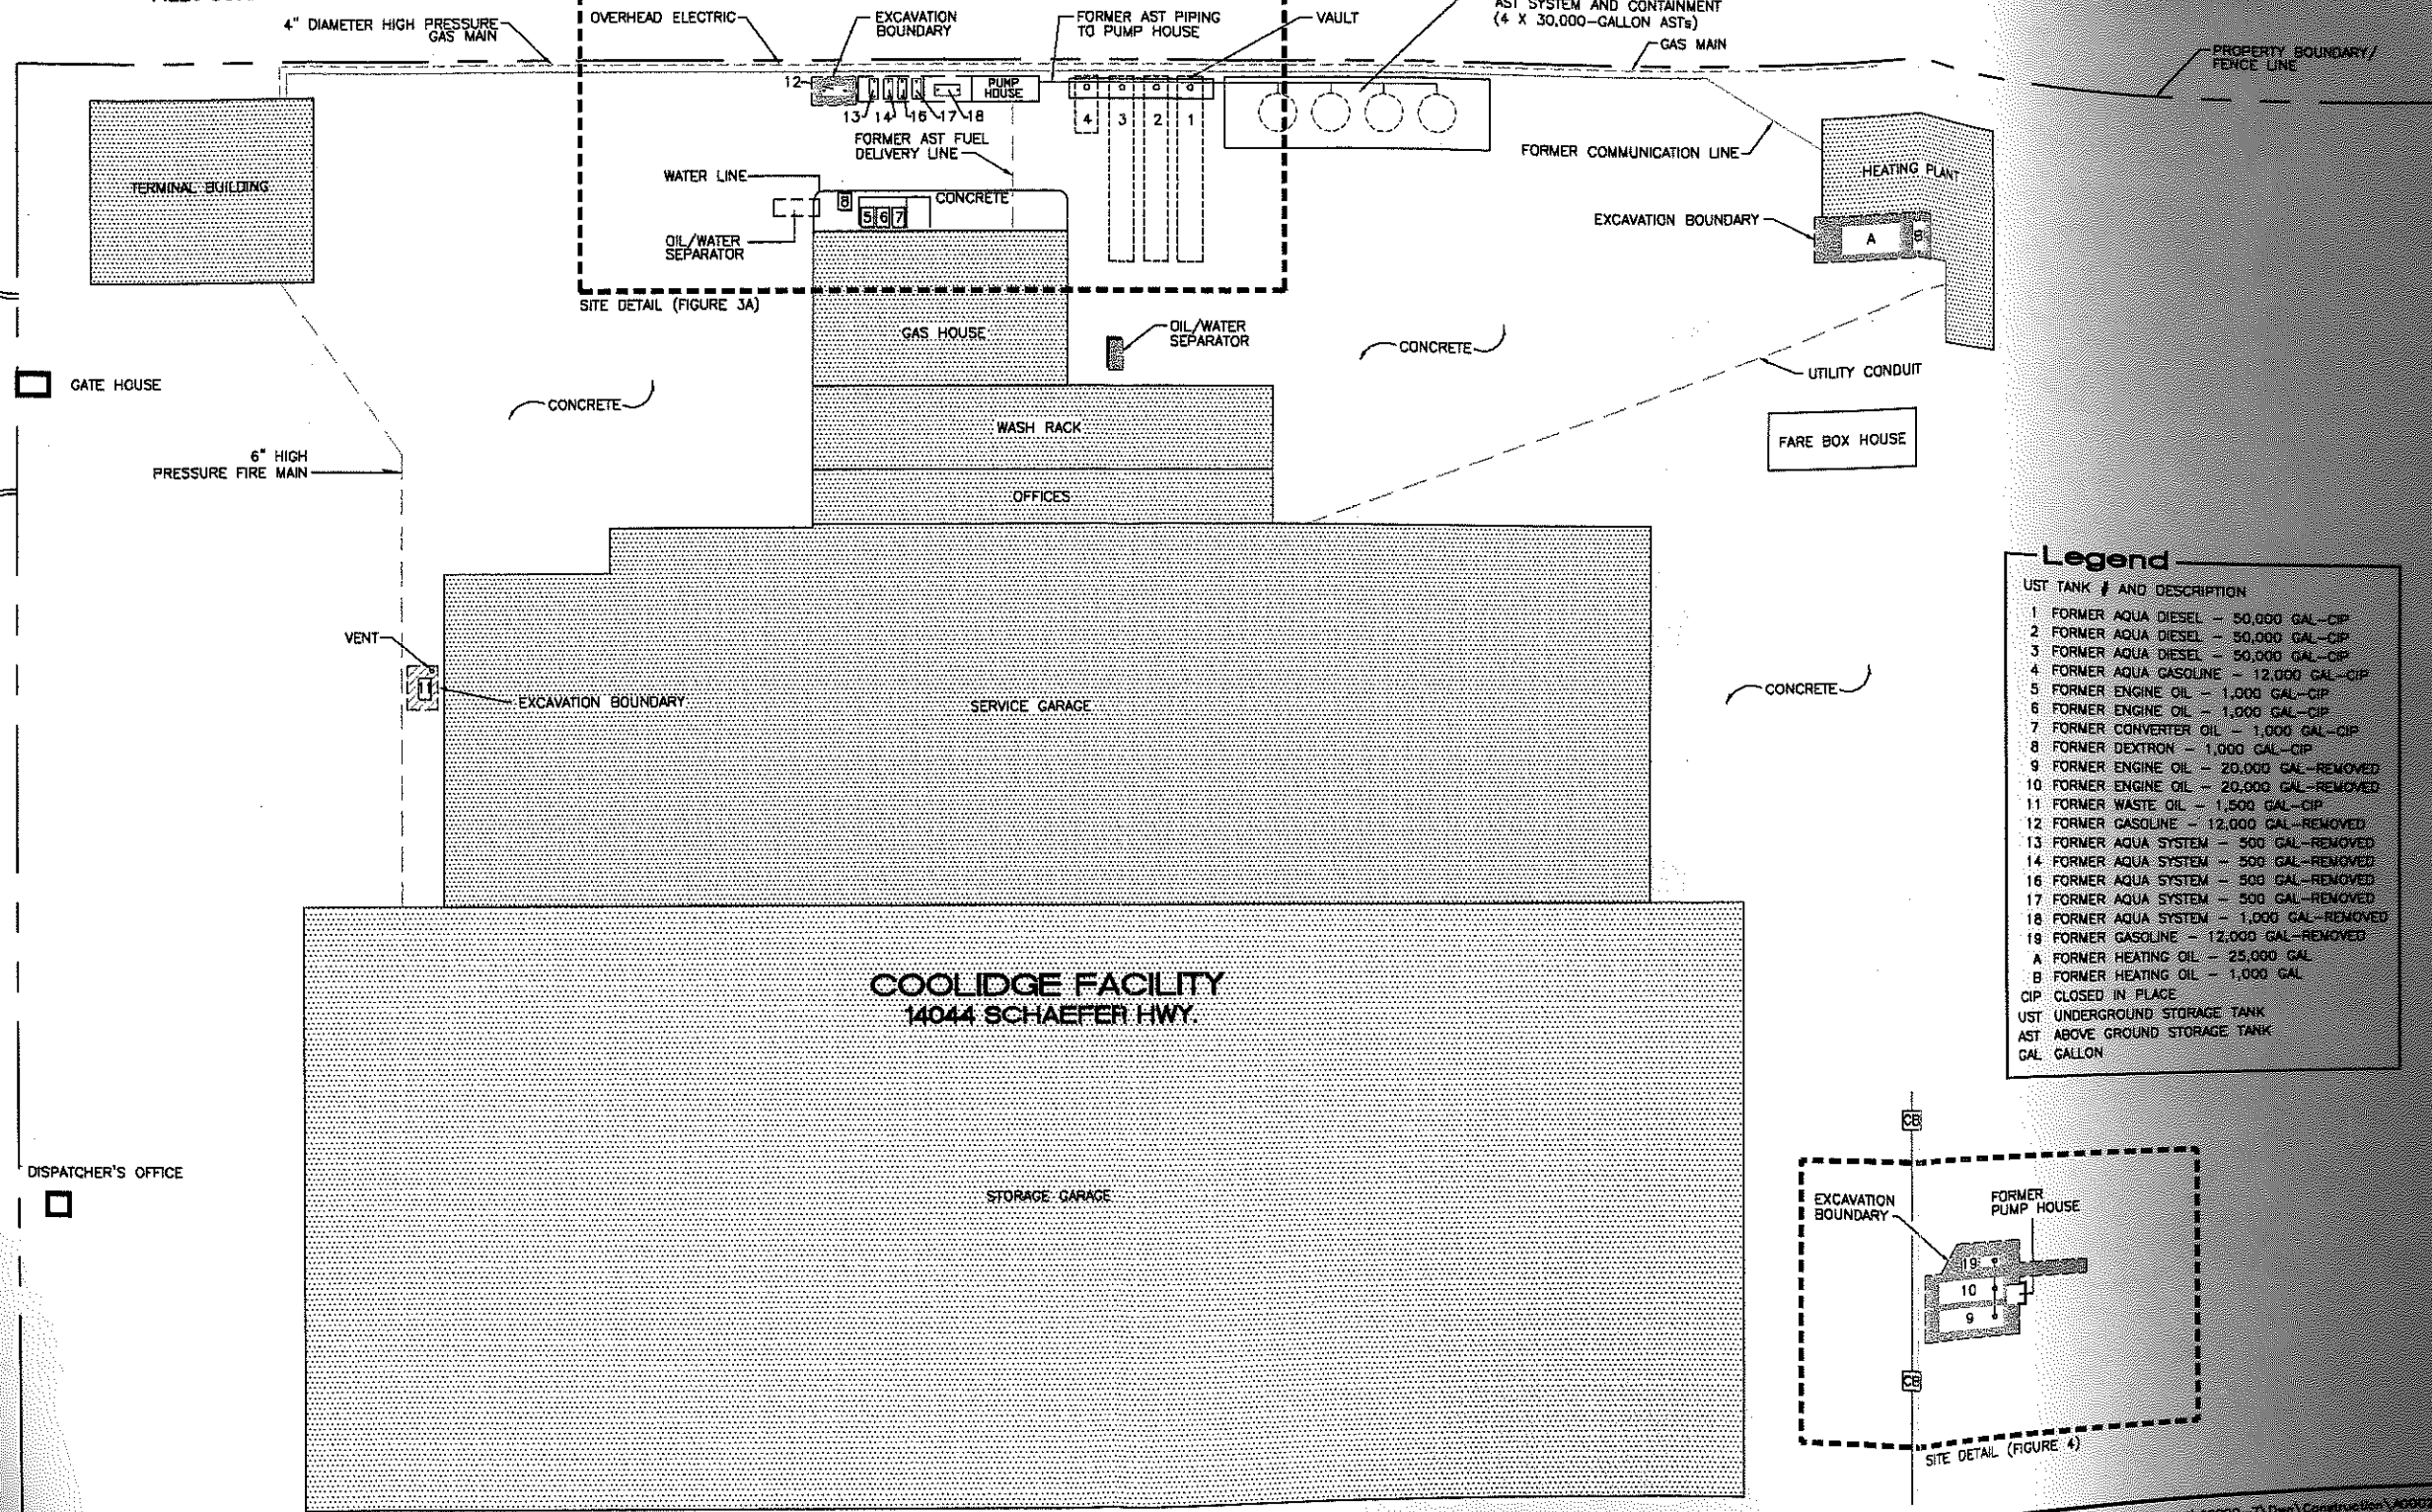 4" DIAMETER HIGH PRESSURE
GAS MAIN
OVERHEAD ELECTRIC
EXCAVATION
BOUNDARY
FORMER AST PIPING
TO PUMP HOUSE
VAULT
AST SYSTEM AND CONTAINMENT
(4 X 30,000-GALLON ASTs)
GAS MAIN
PROPERTY BOUNDARY/
FENCE LINE
12
PUMP
HOUSE
13
14
16
17
18
4
3
2
1
FORMER AST FUEL
DELIVERY LINE
FORMER COMMUNICATION LINE
HEATING PLANT
TERMINAL BUILDING
WATER LINE
8
CONCRETE
5
6
7
EXCAVATION BOUNDARY
A
B
OIL/WATER
SEPARATOR
SITE DETAIL (FIGURE 3A)
GAS HOUSE
OIL/WATER
SEPARATOR
CONCRETE
UTILITY CONDUIT
GATE HOUSE
CONCRETE
WASH RACK
FARE BOX HOUSE
6" HIGH
PRESSURE FIRE MAIN
OFFICES
VENT
11
EXCAVATION BOUNDARY
SERVICE GARAGE
CONCRETE
Legend
UST TANK # AND DESCRIPTION
1 FORMER AQUA DIESEL - 50,000 GAL-CIP
2 FORMER AQUA DIESEL - 50,000 GAL-CIP
3 FORMER AQUA DIESEL - 50,000 GAL-CIP
4 FORMER AQUA GASOLINE - 12,000 GAL-CIP
5 FORMER ENGINE OIL - 1,000 GAL-CIP
6 FORMER ENGINE OIL - 1,000 GAL-CIP
7 FORMER CONVERTER OIL - 1,000 GAL-CIP
8 FORMER DEXTRON - 1,000 GAL-CIP
9 FORMER ENGINE OIL - 20,000 GAL-REMOVED
10 FORMER ENGINE OIL - 20,000 GAL-REMOVED
11 FORMER WASTE OIL - 1,500 GAL-CIP
12 FORMER GASOLINE - 12,000 GAL-REMOVED
13 FORMER AQUA SYSTEM - 500 GAL-REMOVED
14 FORMER AQUA SYSTEM - 500 GAL-REMOVED
16 FORMER AQUA SYSTEM - 500 GAL-REMOVED
17 FORMER AQUA SYSTEM - 500 GAL-REMOVED
18 FORMER AQUA SYSTEM - 1,000 GAL-REMOVED
19 FORMER GASOLINE - 12,000 GAL-REMOVED
A FORMER HEATING OIL - 25,000 GAL
B FORMER HEATING OIL - 1,000 GAL
CIP CLOSED IN PLACE
UST UNDERGROUND STORAGE TANK
AST ABOVE GROUND STORAGE TANK
GAL GALLON
COOLIDGE FACILITY
14044 SCHAEFER HWY.
STORAGE GARAGE
DISPATCHER'S OFFICE
CB
EXCAVATION
BOUNDARY
FORMER
PUMP HOUSE
19
10
9
CB
SITE DETAIL (FIGURE 4)